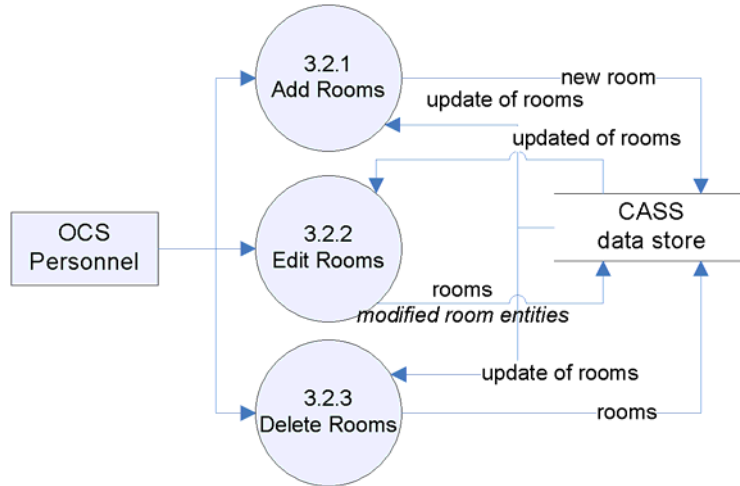 3.2.1
Add Rooms
new room
update of rooms
updated of rooms
OCS
Personnel
3.2.2
Edit Rooms
CASS
data store
rooms
modified room entities
3.2.3
Delete Rooms
update of rooms
rooms